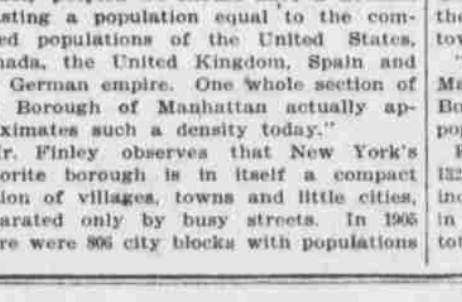 sting a population equal to the com-
ed populations of the United States,
nada, the United Kingdom, Spain and
German empire. One whole section of
Borough of Manhattan actually ap-
ximates such a density today."
r. Finley observes that New York's
orite borough is in itself a compact
ion of villages, towns and little cities,
arated only by busy streets. In 1905
re were 806 city blocks with populations
the
tov
"
Ma
Bo
pop
132
inc
in
tot